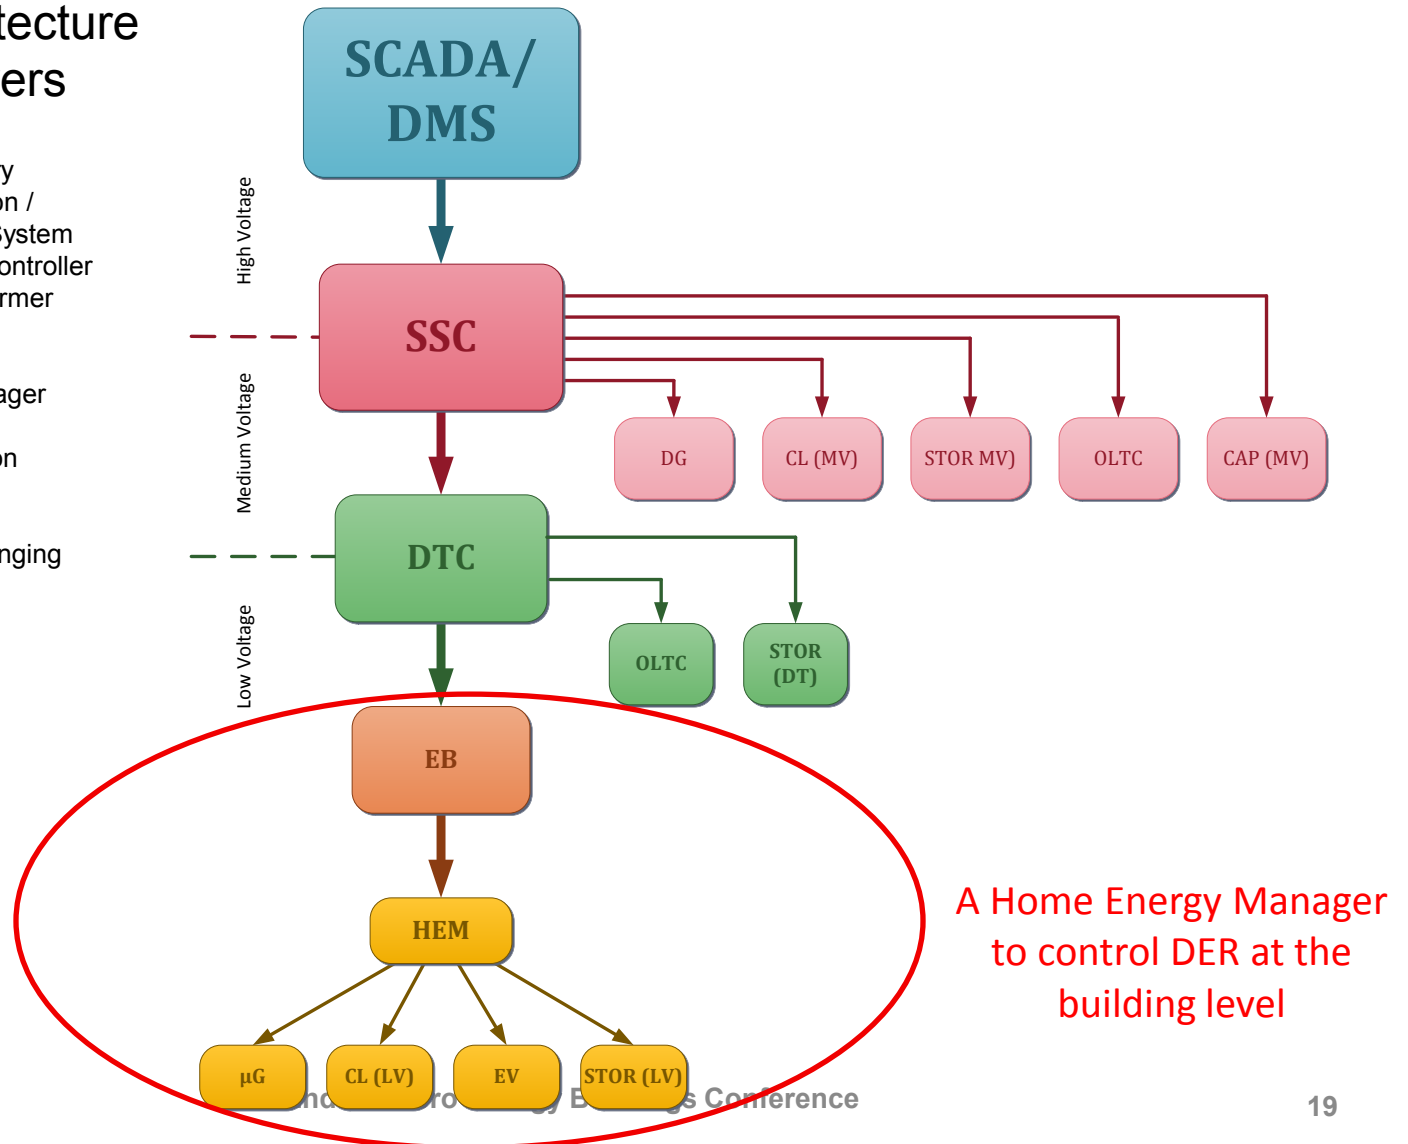 tecture
ers
ry
on /
System
ontroller
rmer
ager
on
nging
SCADA/
DMS
High Voltage
SSC
Medium Voltage
DG
CL (MV)
STOR MV)
OLTC
CAP (MV)
DTC
Low Voltage
OLTC
STOR
(DT)
EB
HEM
A Home Energy Manager
to control DER at the
building level
μG
CL (LV)
EV
STOR (LV)
Conference
19